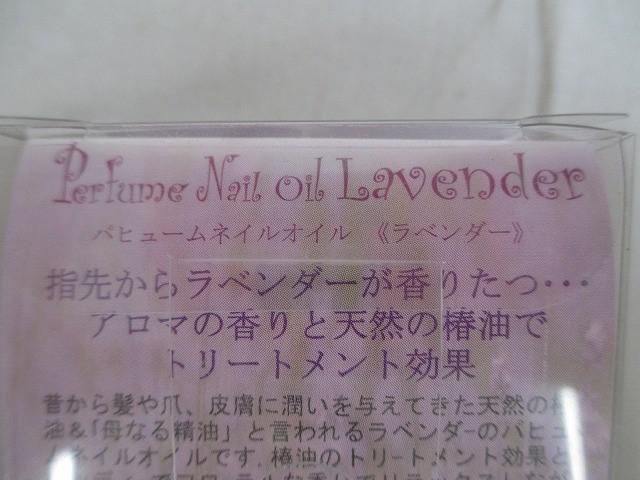 Perfume Nail Oil Lavender
パヒュームネイルオイル 《ラベンダー》
指先からラベンダーが香りたつ･･･
アロマの香りと天然の椿油で
トリートメント効果
昔から髪や爪、皮膚に潤いを与えてきた天然の
油&「母なる精油」と言われるラベンダーのパヒュ
ムネイルオイルです.椿油のトリートメント効果と